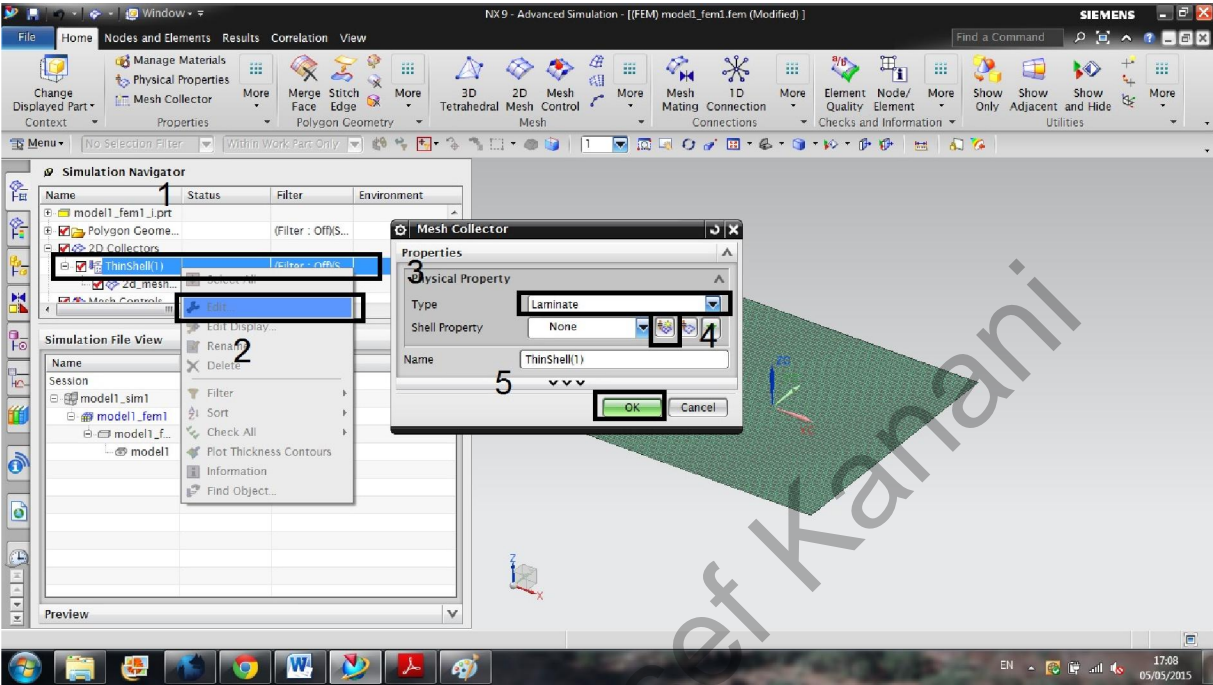 Window
NX 9 - Advanced Simulation - [(FEM) model1_fem1.fem (Modified) ]
SIEMENS
File Home Nodes and Elements Results Correlation View
Find a Command
Change Displayed Part
Manage Materials
Physical Properties
Mesh Collector
More
Merge Face
Stitch Edge
More
3D Tetrahedral
2D Mesh
Mesh Control
More
Mesh Mating
1D Connection
More
Element Quality
Node/ Element
More
Show Only
Show Adjacent
Show and Hide
More
Context Properties Polygon Geometry Mesh Connections Checks and Information Utilities
Menu No Selection Filter Within Work Part Only 1
Simulation Navigator
1
Name Status Filter Environment
model1_fem1_i.prt
Polygon Geome... (Filter : Off)(S...
2D Collectors
ThinShell(1) (Filter : Off)(S...
2d_mesh...
Mesh Controls
Select All
Edit...
Edit Display...
Rename
2
Delete
Filter
Sort
Check All
Plot Thickness Contours
Information
Find Object...
Simulation File View
Name
Session
model1_sim1
model1_fem1
model1_f...
model1
Preview
Mesh Collector
Properties
3
Physical Property
Type Laminate
Shell Property None
4
Name ThinShell(1)
5
OK Cancel
Z
X
ef Kanani
EN
17:08
05/05/2015